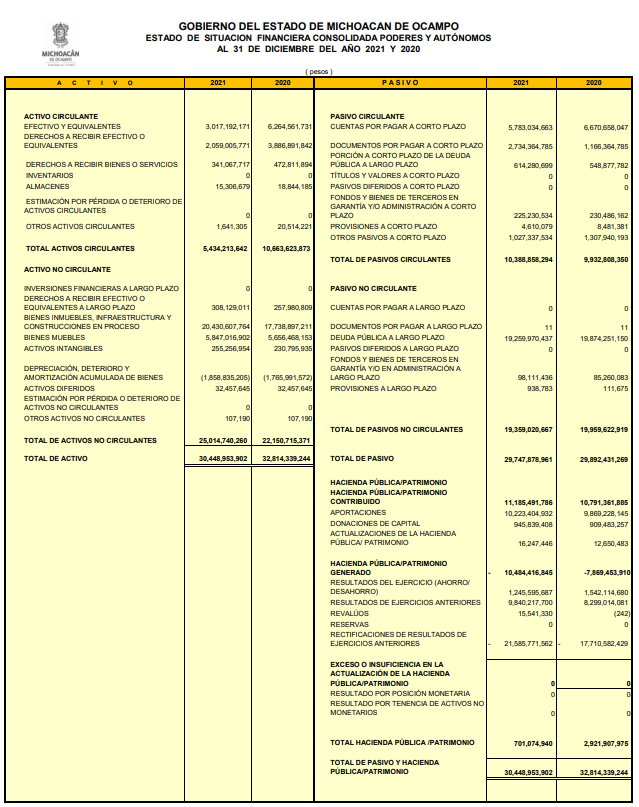 MICHOACÁN
DE OCAMPO
GOBIERNO DEL ESTADO DE MICHOACAN DE OCAMPO
ESTADO DE SITUACION FINANCIERA CONSOLIDADA PODERES Y AUTÓNOMOS
AL 31 DE DICIEMBRE DEL AÑO 2021 Y 2020
( pesos )
A C T I V O 2021 2020
ACTIVO CIRCULANTE
EFECTIVO Y EQUIVALENTES 3,017,192,171 6,264,561,731
DERECHOS A RECIBIR EFECTIVO O
EQUIVALENTES 2,059,005,771 3,886,891,842
DERECHOS A RECIBIR BIENES O SERVICIOS 341,067,717 472,811,894
INVENTARIOS 0 0
ALMACENES 15,306,679 18,844,185
ESTIMACIÓN POR PÉRDIDA O DETERIORO DE
ACTIVOS CIRCULANTES 0 0
OTROS ACTIVOS CIRCULANTES 1,641,305 20,514,221
TOTAL ACTIVOS CIRCULANTES 5,434,213,642 10,663,623,873
ACTIVO NO CIRCULANTE
INVERSIONES FINANCIERAS A LARGO PLAZO 0 0
DERECHOS A RECIBIR EFECTIVO O
EQUIVALENTES A LARGO PLAZO 308,129,011 257,980,809
BIENES INMUEBLES, INFRAESTRUCTURA Y
CONSTRUCCIONES EN PROCESO 20,430,607,764 17,738,897,211
BIENES MUEBLES 5,847,016,902 5,656,468,153
ACTIVOS INTANGIBLES 255,256,954 230,795,935
DEPRECIACIÓN, DETERIORO Y
AMORTIZACIÓN ACUMULADA DE BIENES (1,858,835,205) (1,765,991,572)
ACTIVOS DIFERIDOS 32,457,645 32,457,645
ESTIMACIÓN POR PÉRDIDA O DETERIORO DE
ACTIVOS NO CIRCULANTES 0 0
OTROS ACTIVOS NO CIRCULANTES 107,190 107,190
TOTAL DE ACTIVOS NO CIRCULANTES 25,014,740,260 22,150,715,371
TOTAL DE ACTIVO 30,448,953,902 32,814,339,244
P A S I V O 2021 2020
PASIVO CIRCULANTE
CUENTAS POR PAGAR A CORTO PLAZO 5,783,034,663 6,670,658,047
DOCUMENTOS POR PAGAR A CORTO PLAZO 2,734,364,785 1,166,364,785
PORCIÓN A CORTO PLAZO DE LA DEUDA
PÚBLICA A LARGO PLAZO 614,280,699 548,877,782
TÍTULOS Y VALORES A CORTO PLAZO 0 0
PASIVOS DIFERIDOS A CORTO PLAZO 0 0
FONDOS Y BIENES DE TERCEROS EN
GARANTÍA Y/O ADMINISTRACIÓN A CORTO
PLAZO 225,230,534 230,486,162
PROVISIONES A CORTO PLAZO 4,610,079 8,481,381
OTROS PASIVOS A CORTO PLAZO 1,027,337,534 1,307,940,193
TOTAL DE PASIVOS CIRCULANTES 10,388,858,294 9,932,808,350
PASIVO NO CIRCULANTE
CUENTAS POR PAGAR A LARGO PLAZO 0 0
DOCUMENTOS POR PAGAR A LARGO PLAZO 11 11
DEUDA PÚBLICA A LARGO PLAZO 19,259,970,437 19,874,251,150
PASIVOS DIFERIDOS A LARGO PLAZO 0 0
FONDOS Y BIENES DE TERCEROS EN
GARANTÍA Y/O EN ADMINISTRACIÓN A
LARGO PLAZO 98,111,436 85,260,083
PROVISIONES A LARGO PLAZO 938,783 111,675
TOTAL DE PASIVOS NO CIRCULANTES 19,359,020,667 19,959,622,919
TOTAL DE PASIVO 29,747,878,961 29,892,431,269
HACIENDA PÚBLICA/PATRIMONIO
HACIENDA PÚBLICA/PATRIMONIO
CONTRIBUIDO 11,185,491,786 10,791,361,885
APORTACIONES 10,223,404,932 9,869,228,145
DONACIONES DE CAPITAL 945,839,408 909,483,257
ACTUALIZACIONES DE LA HACIENDA
PÚBLICA/ PATRIMONIO 16,247,446 12,650,483
HACIENDA PÚBLICA/PATRIMONIO
GENERADO - 10,484,416,845 -7,869,453,910
RESULTADOS DEL EJERCICIO (AHORRO/
DESAHORRO) 1,245,595,687 1,542,114,680
RESULTADOS DE EJERCICIOS ANTERIORES 9,840,217,700 8,299,014,081
REVALÚOS 15,541,330 (242)
RESERVAS 0 0
RECTIFICACIONES DE RESULTADOS DE
EJERCICIOS ANTERIORES - 21,585,771,562 - 17,710,582,429
EXCESO O INSUFICIENCIA EN LA
ACTUALIZACIÓN DE LA HACIENDA
PÚBLICA/PATRIMONIO 0 0
RESULTADO POR POSICIÓN MONETARIA 0 0
RESULTADO POR TENENCIA DE ACTIVOS NO
MONETARIOS 0 0
TOTAL HACIENDA PÚBLICA /PATRIMONIO 701,074,940 2,921,907,975
TOTAL DE PASIVO Y HACIENDA
PÚBLICA/PATRIMONIO 30,448,953,902 32,814,339,244